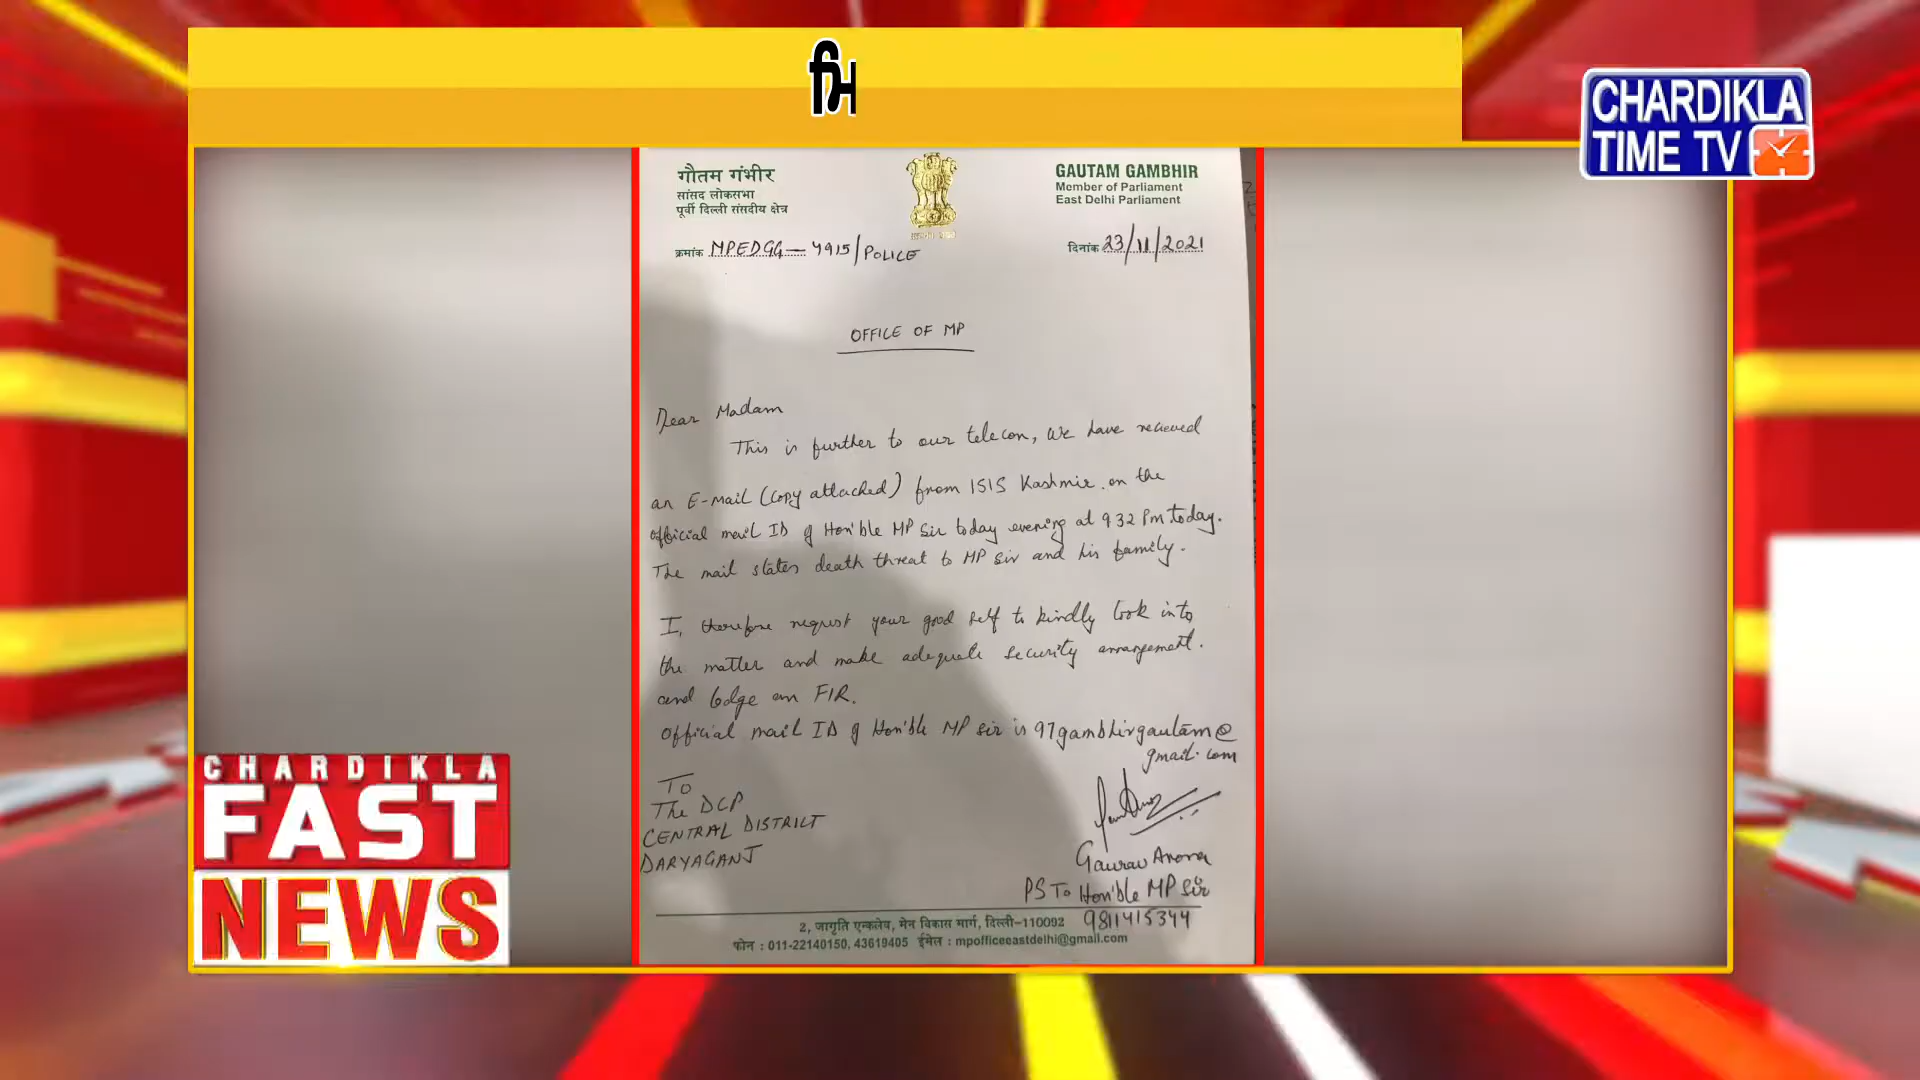 ਮਿ
CHARDIKLA
TIME TV
गौतम गंभीर
सांसद लोकसभा
पूर्वी दिल्ली संसदीय क्षेत्र
GAUTAM GAMBHIR
Member of Parliament
East Delhi Parliament
क्रमांक MPEDGG—4915/POLICE
दिनांक 23/11/2021
OFFICE OF MP
Dear Madam
This is further to our telecon, We have recieved
an E-mail (copy attached) from ISIS Kashmir. on the
official mail ID of Hon'ble MP Sir today evening at 9 32 PM today.
The mail states death threat to MP Sir and his family.
I, therefore request your good self to kindly look into
the matter and make adequate security arrangement.
and lodge an FIR.
Official mail ID of Hon'ble MP Sir is 97gambhirgautam@
gmail.com
To
The DCP
CENTRAL DISTRICT
DARYAGANJ
Gaurav Arora
PS To Hon'ble MP Sir
9811415344
2, जागृति एन्कलेव, मेन विकास मार्ग, दिल्ली-110092
फोन : 011-22140150, 43619405 ईमेल : mpofficeeastdelhi@gmail.com
CHARDIKLA
FAST
NEWS